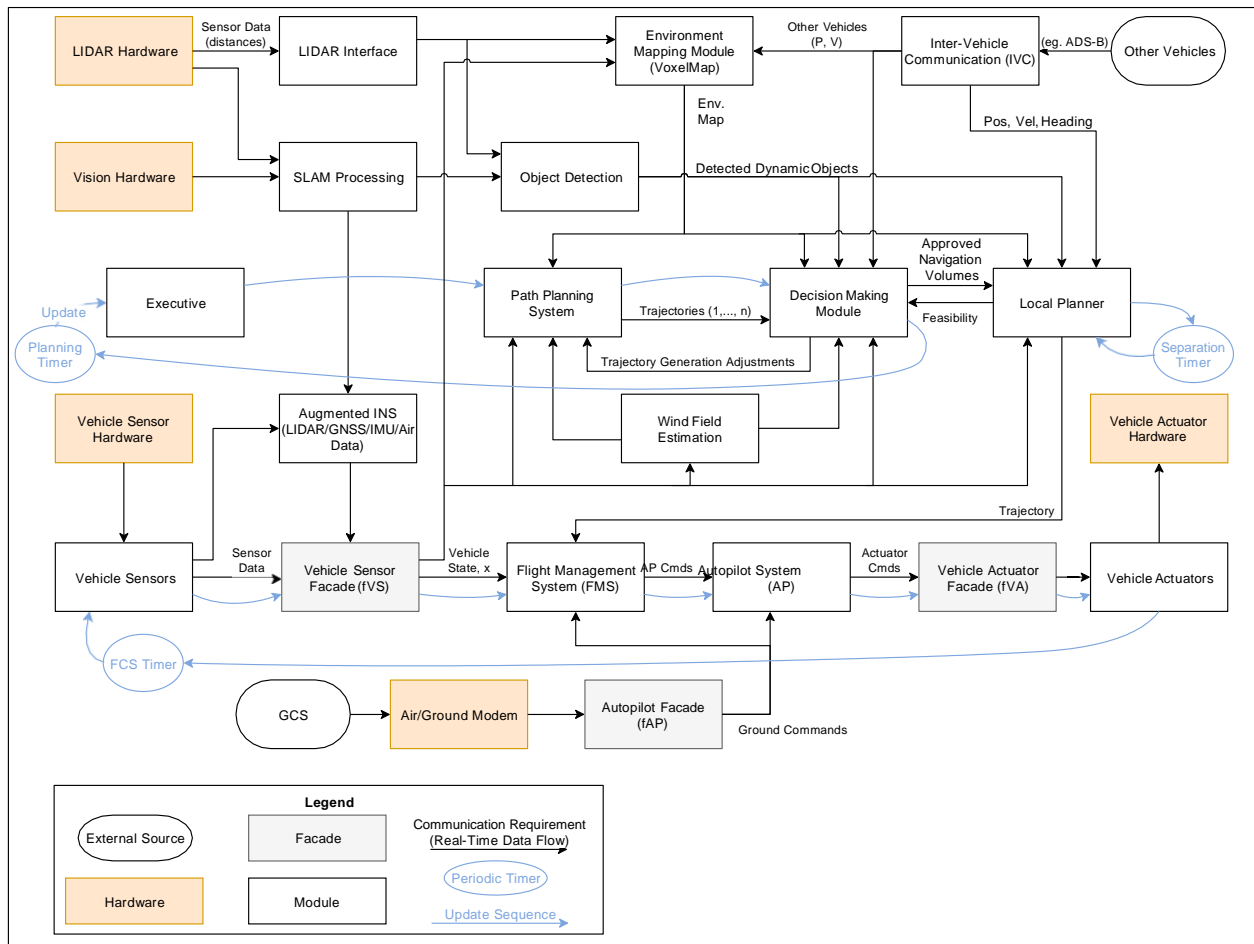 LIDAR Hardware
Sensor Data
(distances)
LIDAR Interface
Environment
Mapping Module
(VoxelMap)
Other Vehicles
(P, V)
Inter-Vehicle
Communication (IVC)
(eg. ADS-B)
Other Vehicles
Env.
Map
Pos, Vel, Heading
Vision Hardware
SLAM Processing
Object Detection
Detected Dynamic Objects
Executive
Path Planning
System
Trajectories (1,..., n)
Decision Making
Module
Approved
Navigation
Volumes
Feasibility
Local Planner
Update
Planning
Timer
Trajectory Generation Adjustments
Separation
Timer
Vehicle Sensor
Hardware
Augmented INS
(LIDAR/GNSS/IMU/Air
Data)
Wind Field
Estimation
Vehicle Actuator
Hardware
Trajectory
Vehicle Sensors
Sensor
Data
Vehicle Sensor
Facade (fVS)
Vehicle
State, x
Flight Management
System (FMS)
AP Cmds
Autopilot System
(AP)
Actuator
Cmds
Vehicle Actuator
Facade (fVA)
Vehicle Actuators
FCS Timer
GCS
Air/Ground Modem
Autopilot Facade
(fAP)
Ground Commands
Legend
External Source
Facade
Communication Requirement
(Real-Time Data Flow)
Hardware
Module
Periodic Timer
Update Sequence